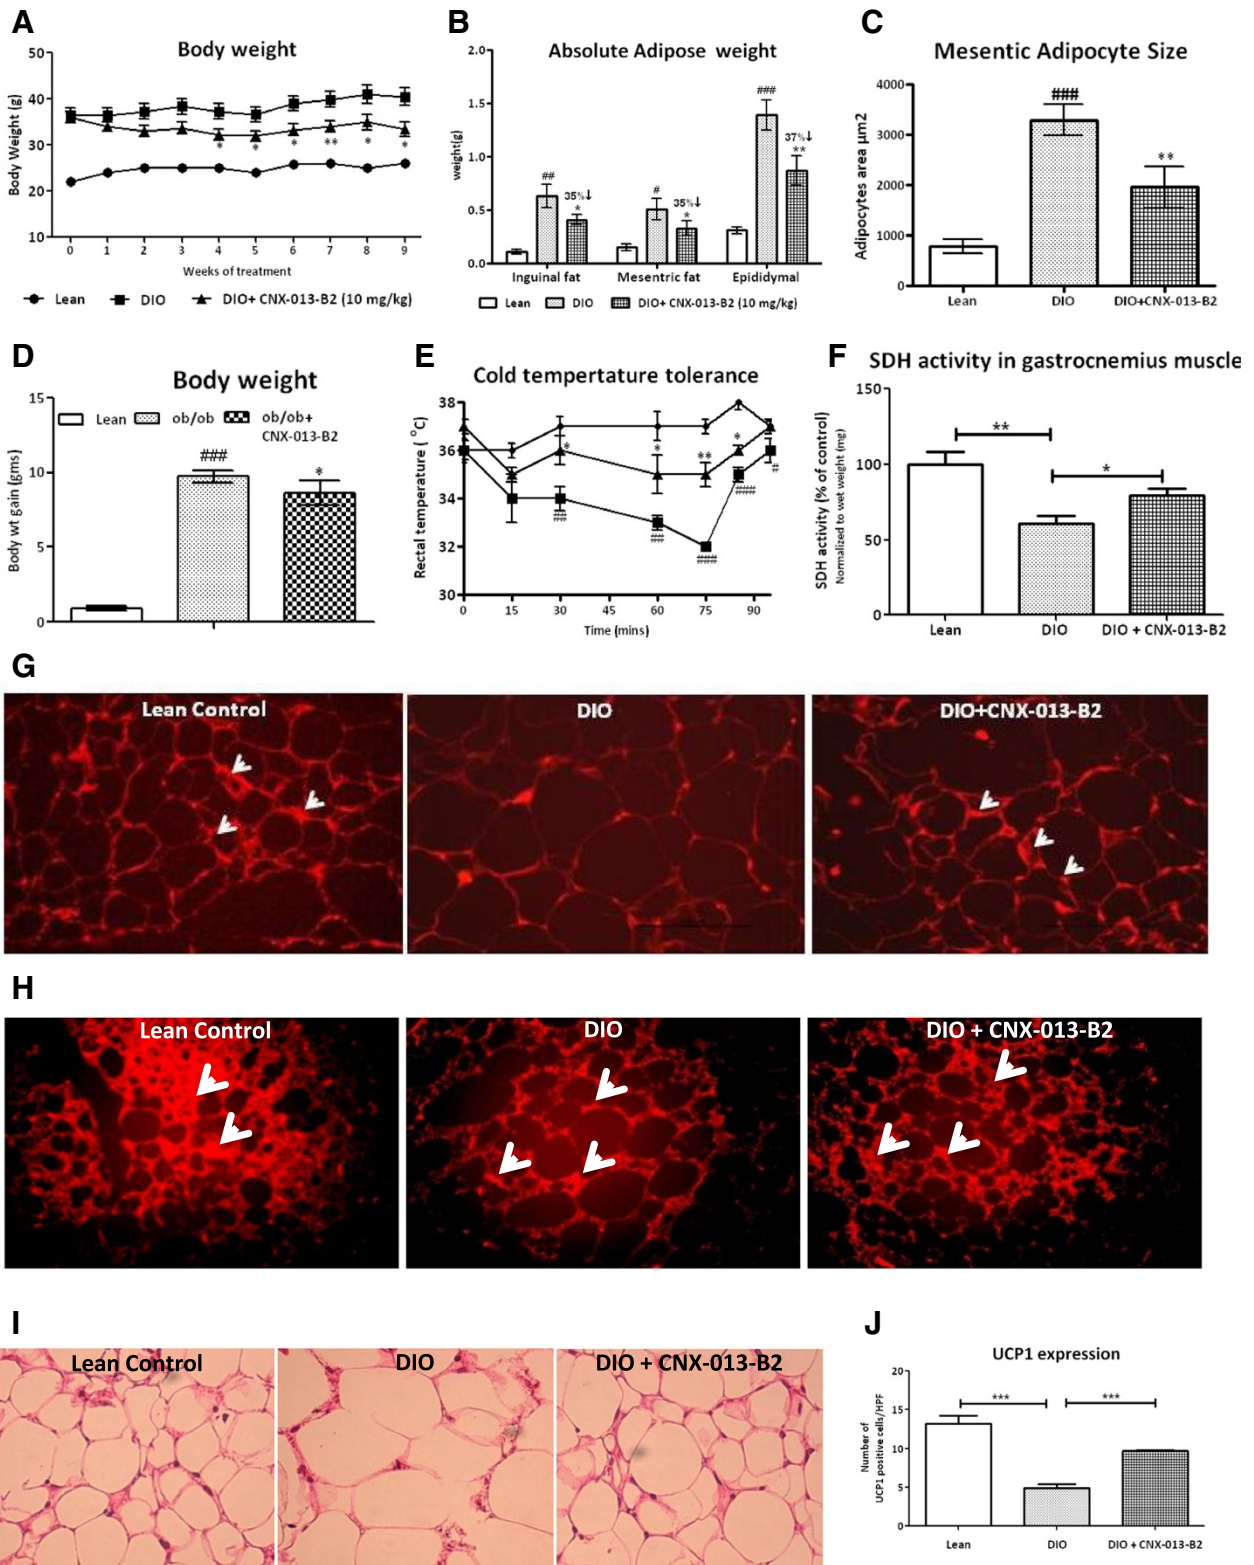 A
Body weight
Body Weight (g)
50
40
30
20
10
* * * ** * *
0 1 2 3 4 5 6 7 8 9
Weeks of treatment
Lean DIO DIO+ CNX-013-B2 (10 mg/kg)
B
Absolute Adipose weight
weight(g)
2.0
1.5
1.0
0.5
0.0
##
35%↓
*
#
35%↓
*
###
37%↓
**
Inguinal fat Mesentric fat Epididymal
Lean DIO DIO+ CNX-013-B2 (10 mg/kg)
C
Mesentic Adipocyte Size
Adipocytes area µm2
4000
3000
2000
1000
0
###
**
Lean DIO DIO+CNX-013-B2
D
Body weight
Body wt gain (gms)
15
10
5
0
Lean ob/ob ob/ob+
CNX-013-B2
###
*
E
Cold tempertature tolerance
Rectal temperature ( °C)
38
36
34
32
30
* * ** *
## ## ### ### #
0 15 30 45 60 75 90
Time (mins)
F
SDH activity in gastrocnemius muscle
SDH activity (% of control)
Normalized to wet weight (mg)
150
100
50
0
**
*
Lean DIO DIO + CNX-013-B2
G
Lean Control DIO DIO+CNX-013-B2
H
Lean Control DIO DIO + CNX-013-B2
I
Lean Control DIO DIO + CNX-013-B2
J
UCP1 expression
Number of
UCP1 positive cells/HPF
20
15
10
5
0
*** ***
Lean DIO DIO + CNX-013-B2